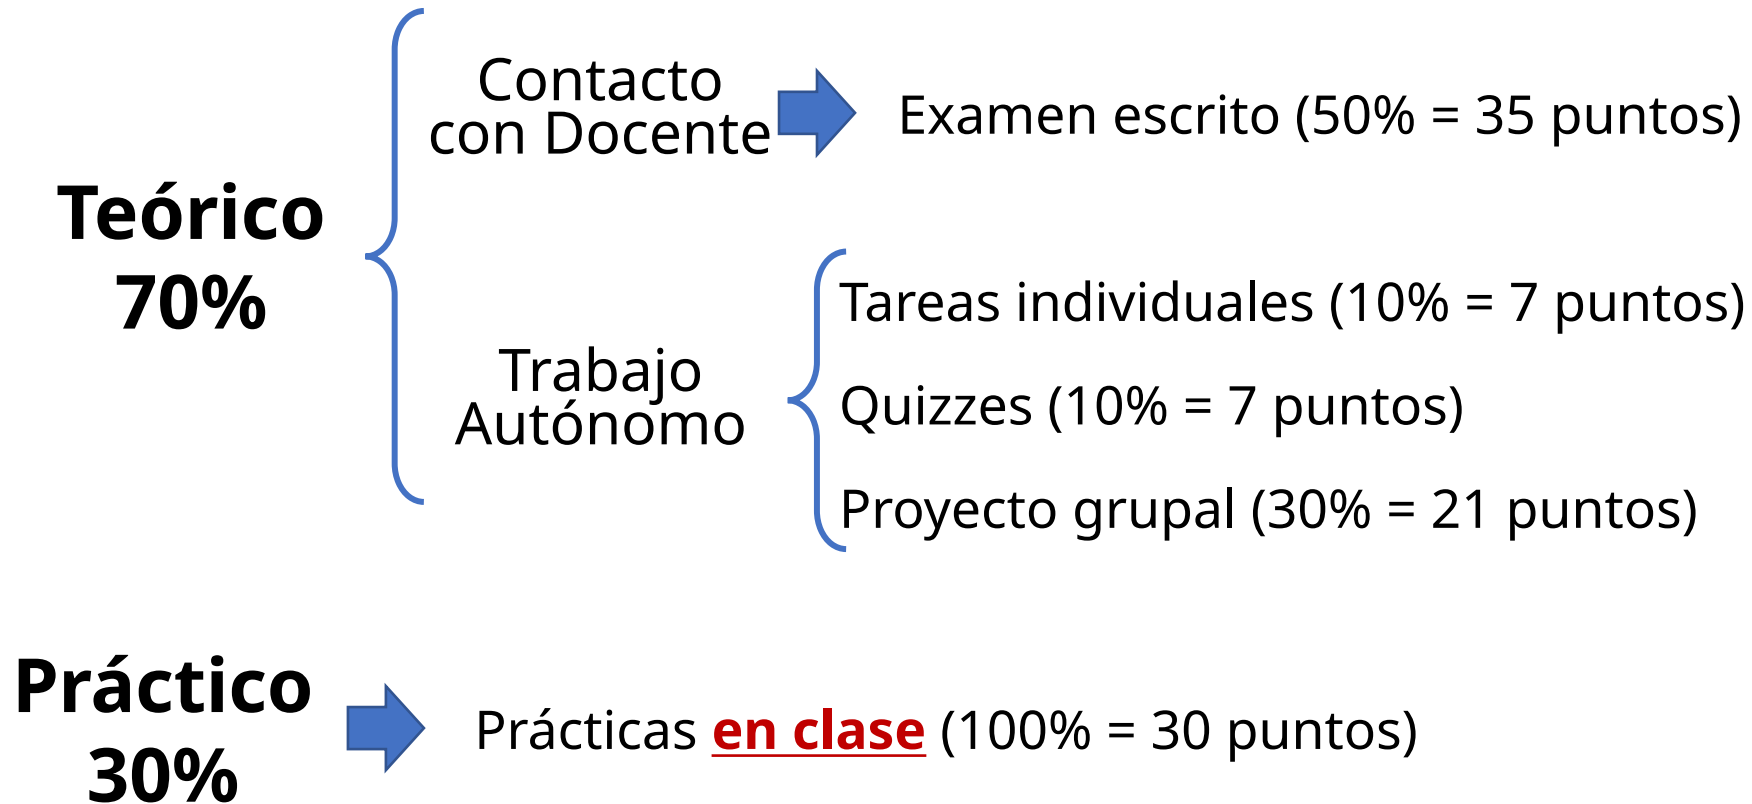 Teórico
70%
Contacto
con Docente
Examen escrito (50% = 35 puntos)
Trabajo
Autónomo
Tareas individuales (10% = 7 puntos)
Quizzes (10% = 7 puntos)
Proyecto grupal (30% = 21 puntos)
Práctico
30%
Prácticas en clase (100% = 30 puntos)